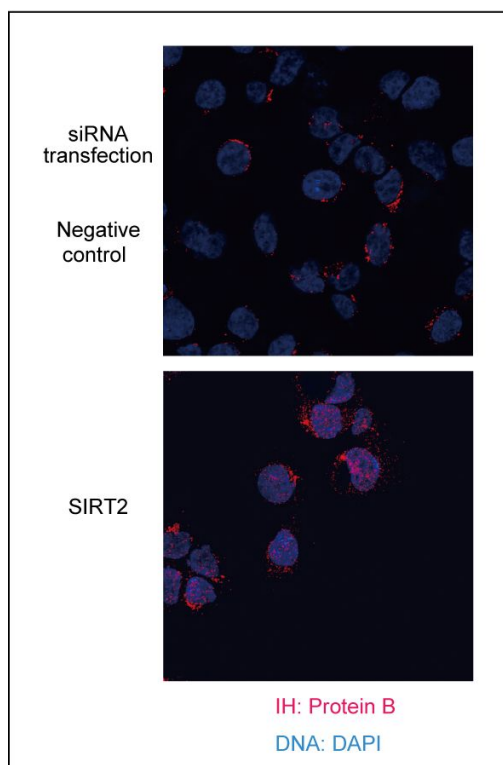 siRNA
transfection
Negative
control
SIRT2
IH: Protein B
DNA: DAPI